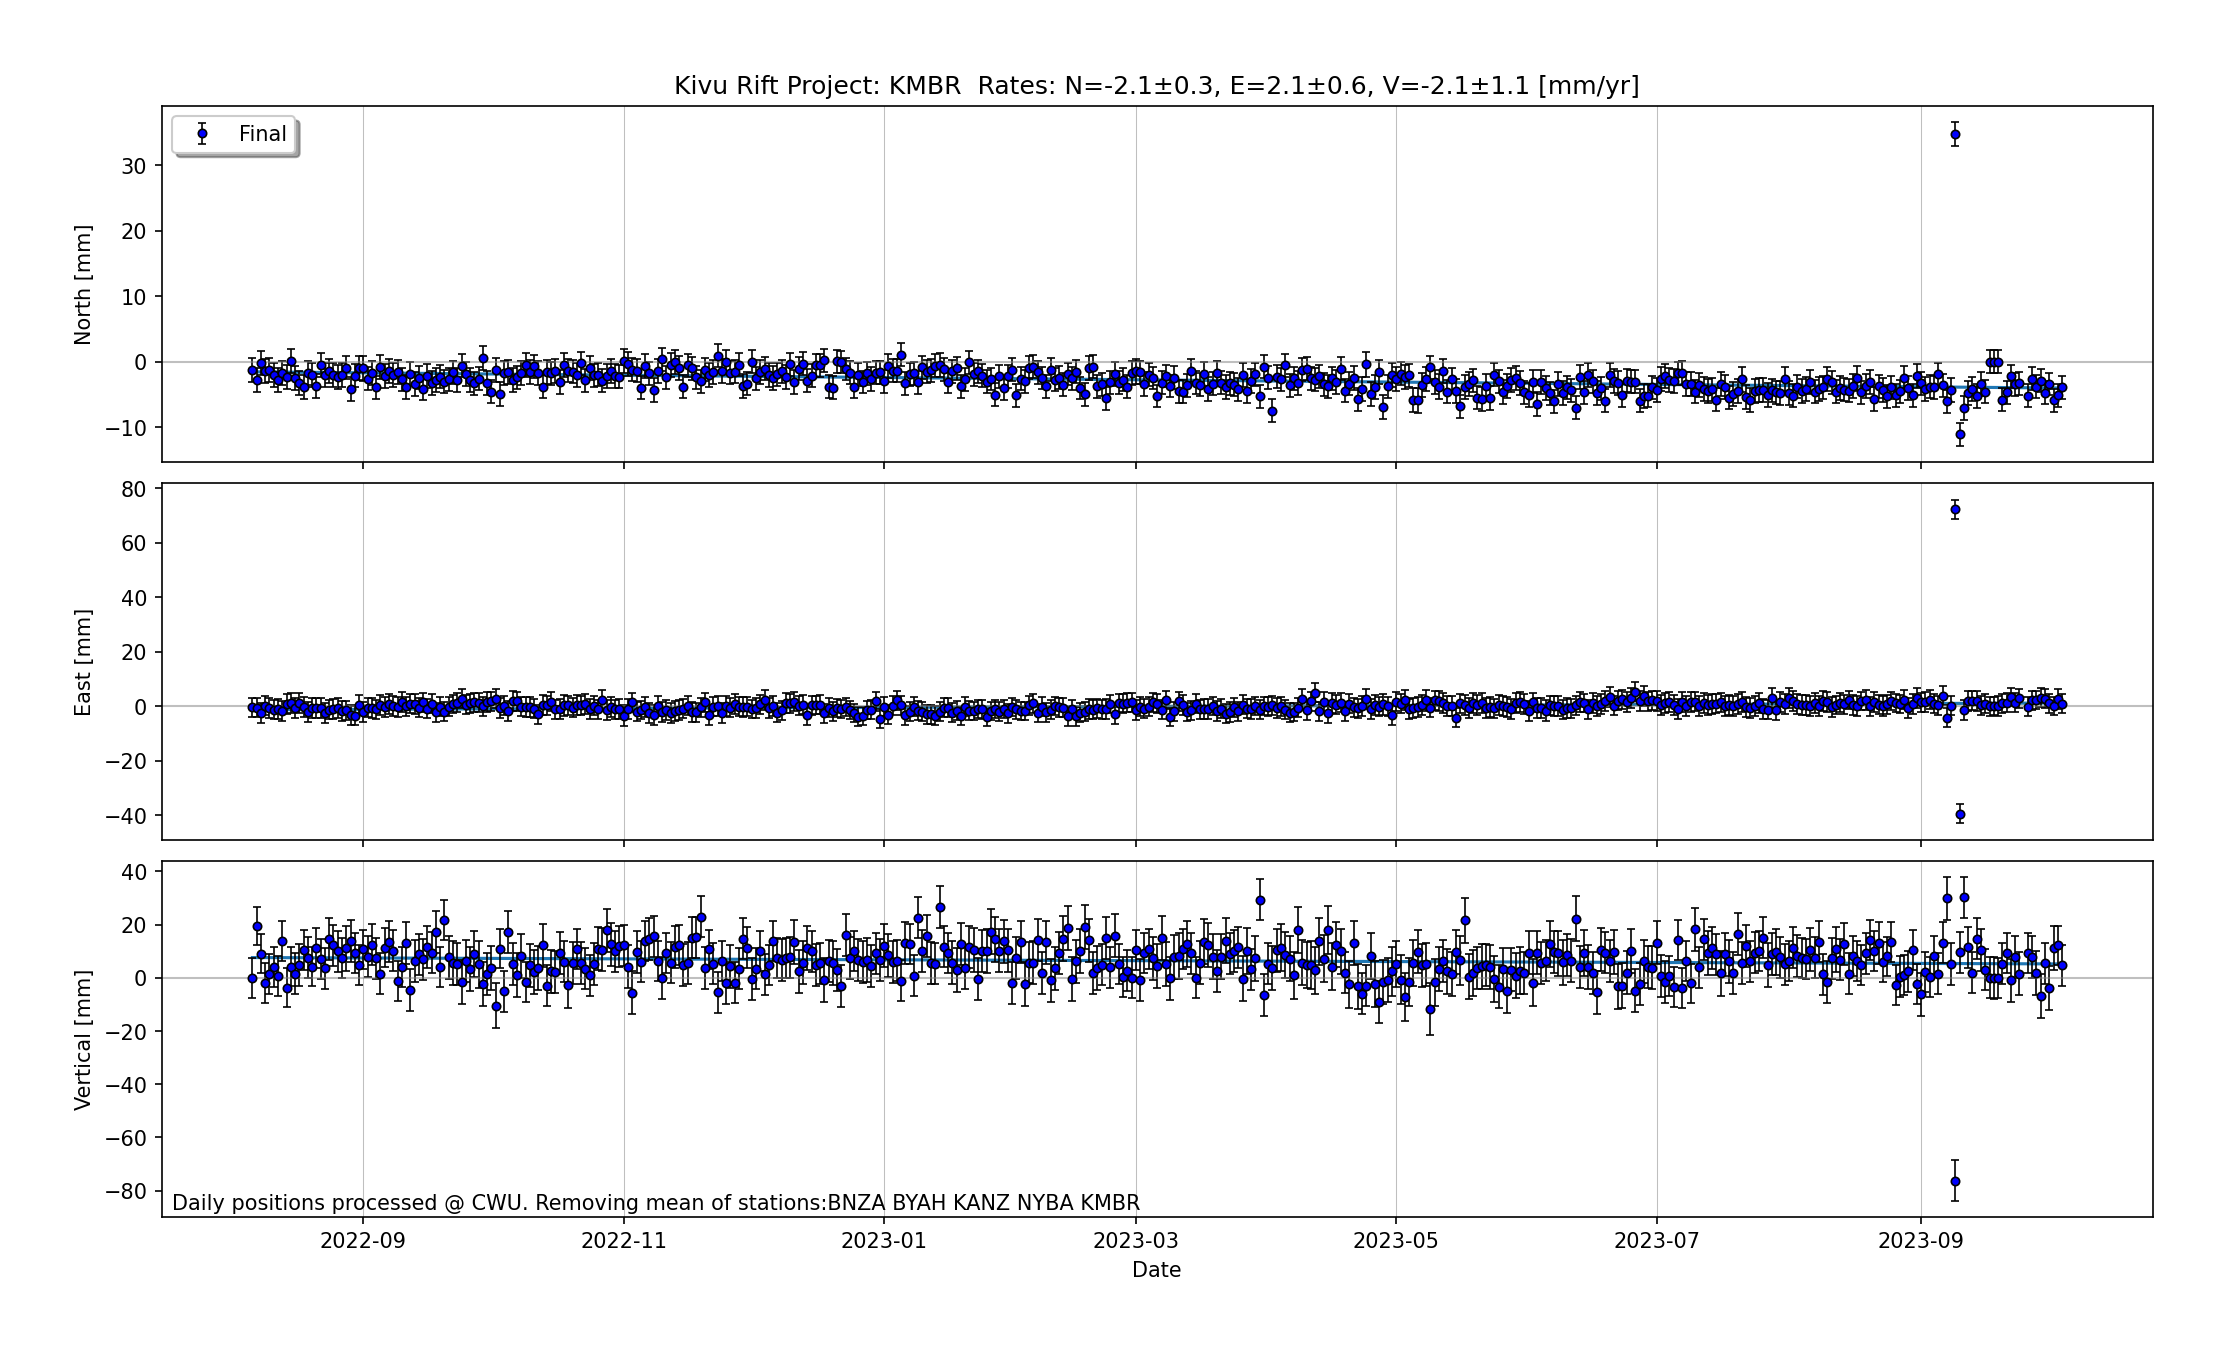 Kivu Rift Project: KMBR  Rates: N=-2.1±0.3, E=2.1±0.6, V=-2.1±1.1 [mm/yr]
Final
North [mm]
30
20
10
0
−10
East [mm]
80
60
40
20
0
−20
−40
Vertical [mm]
40
20
0
−20
−40
−60
−80
Daily positions processed @ CWU. Removing mean of stations:BNZA BYAH KANZ NYBA KMBR
2022-09 2022-11 2023-01 2023-03 2023-05 2023-07 2023-09
Date